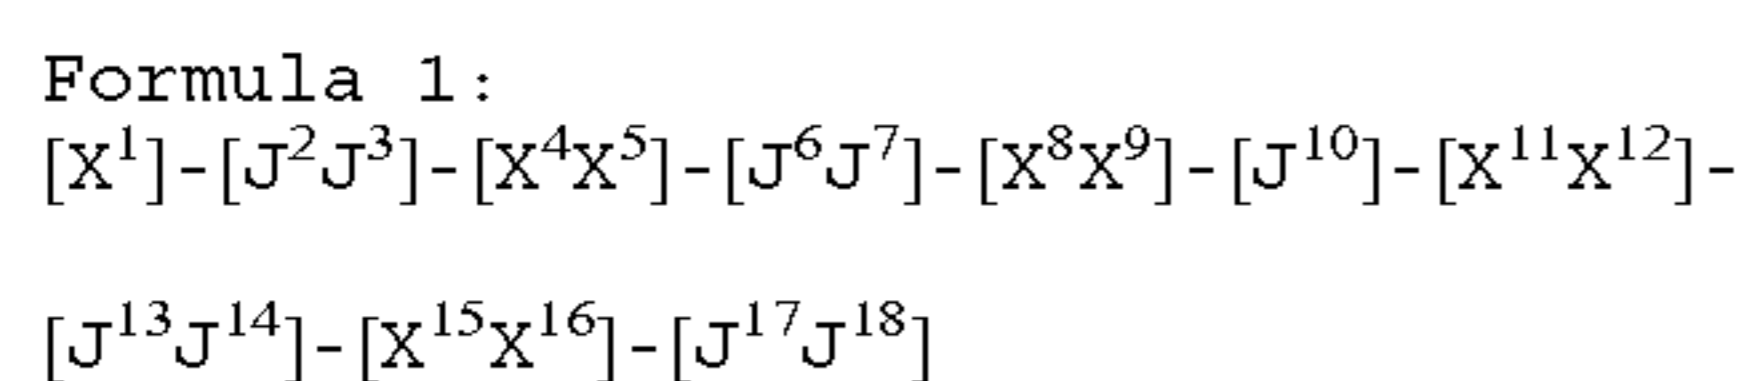 Formula 1:
[X¹]-[J²J³]-[X⁴X⁵]-[J⁶J⁷]-[X⁸X⁹]-[J¹⁰]-[X¹¹X¹²]-
[J¹³J¹⁴]-[X¹⁵X¹⁶]-[J¹⁷J¹⁸]